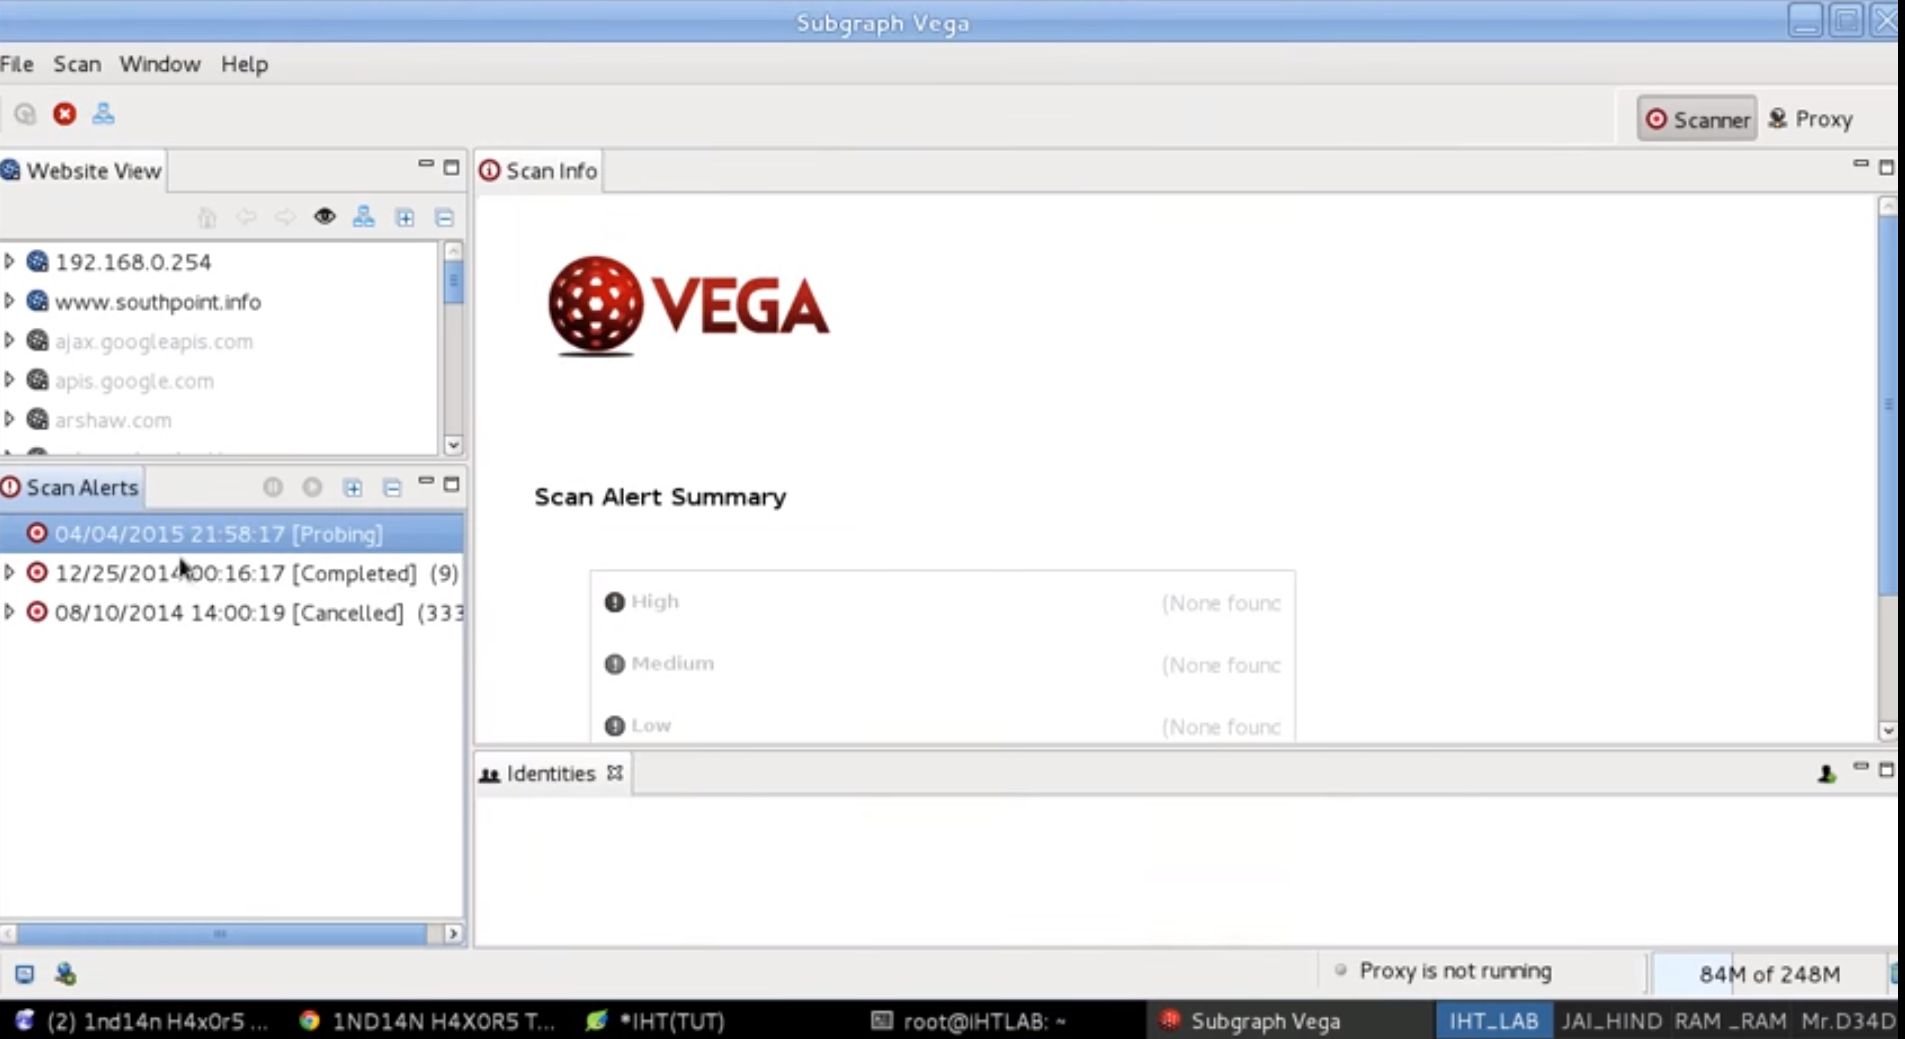 Subgraph Vega
File Scan Window Help
Scanner Proxy
Website View
Scan Info
192.168.0.254
www.southpoint.info
ajax.googleapis.com
apis.google.com
arshaw.com
VEGA
Scan Alerts
Scan Alert Summary
04/04/2015 21:58:17 [Probing]
12/25/2014 00:16:17 [Completed] (9)
08/10/2014 14:00:19 [Cancelled] (333
High (None found
Medium (None found
Low (None found
Identities
Proxy is not running
84M of 248M
(2) 1nd14n H4x0r5 ...
1ND14N H4X0R5 T...
*IHT(TUT)
root@IHTLAB: ~
Subgraph Vega
IHT_LAB JAI_HIND RAM _RAM Mr.D34D